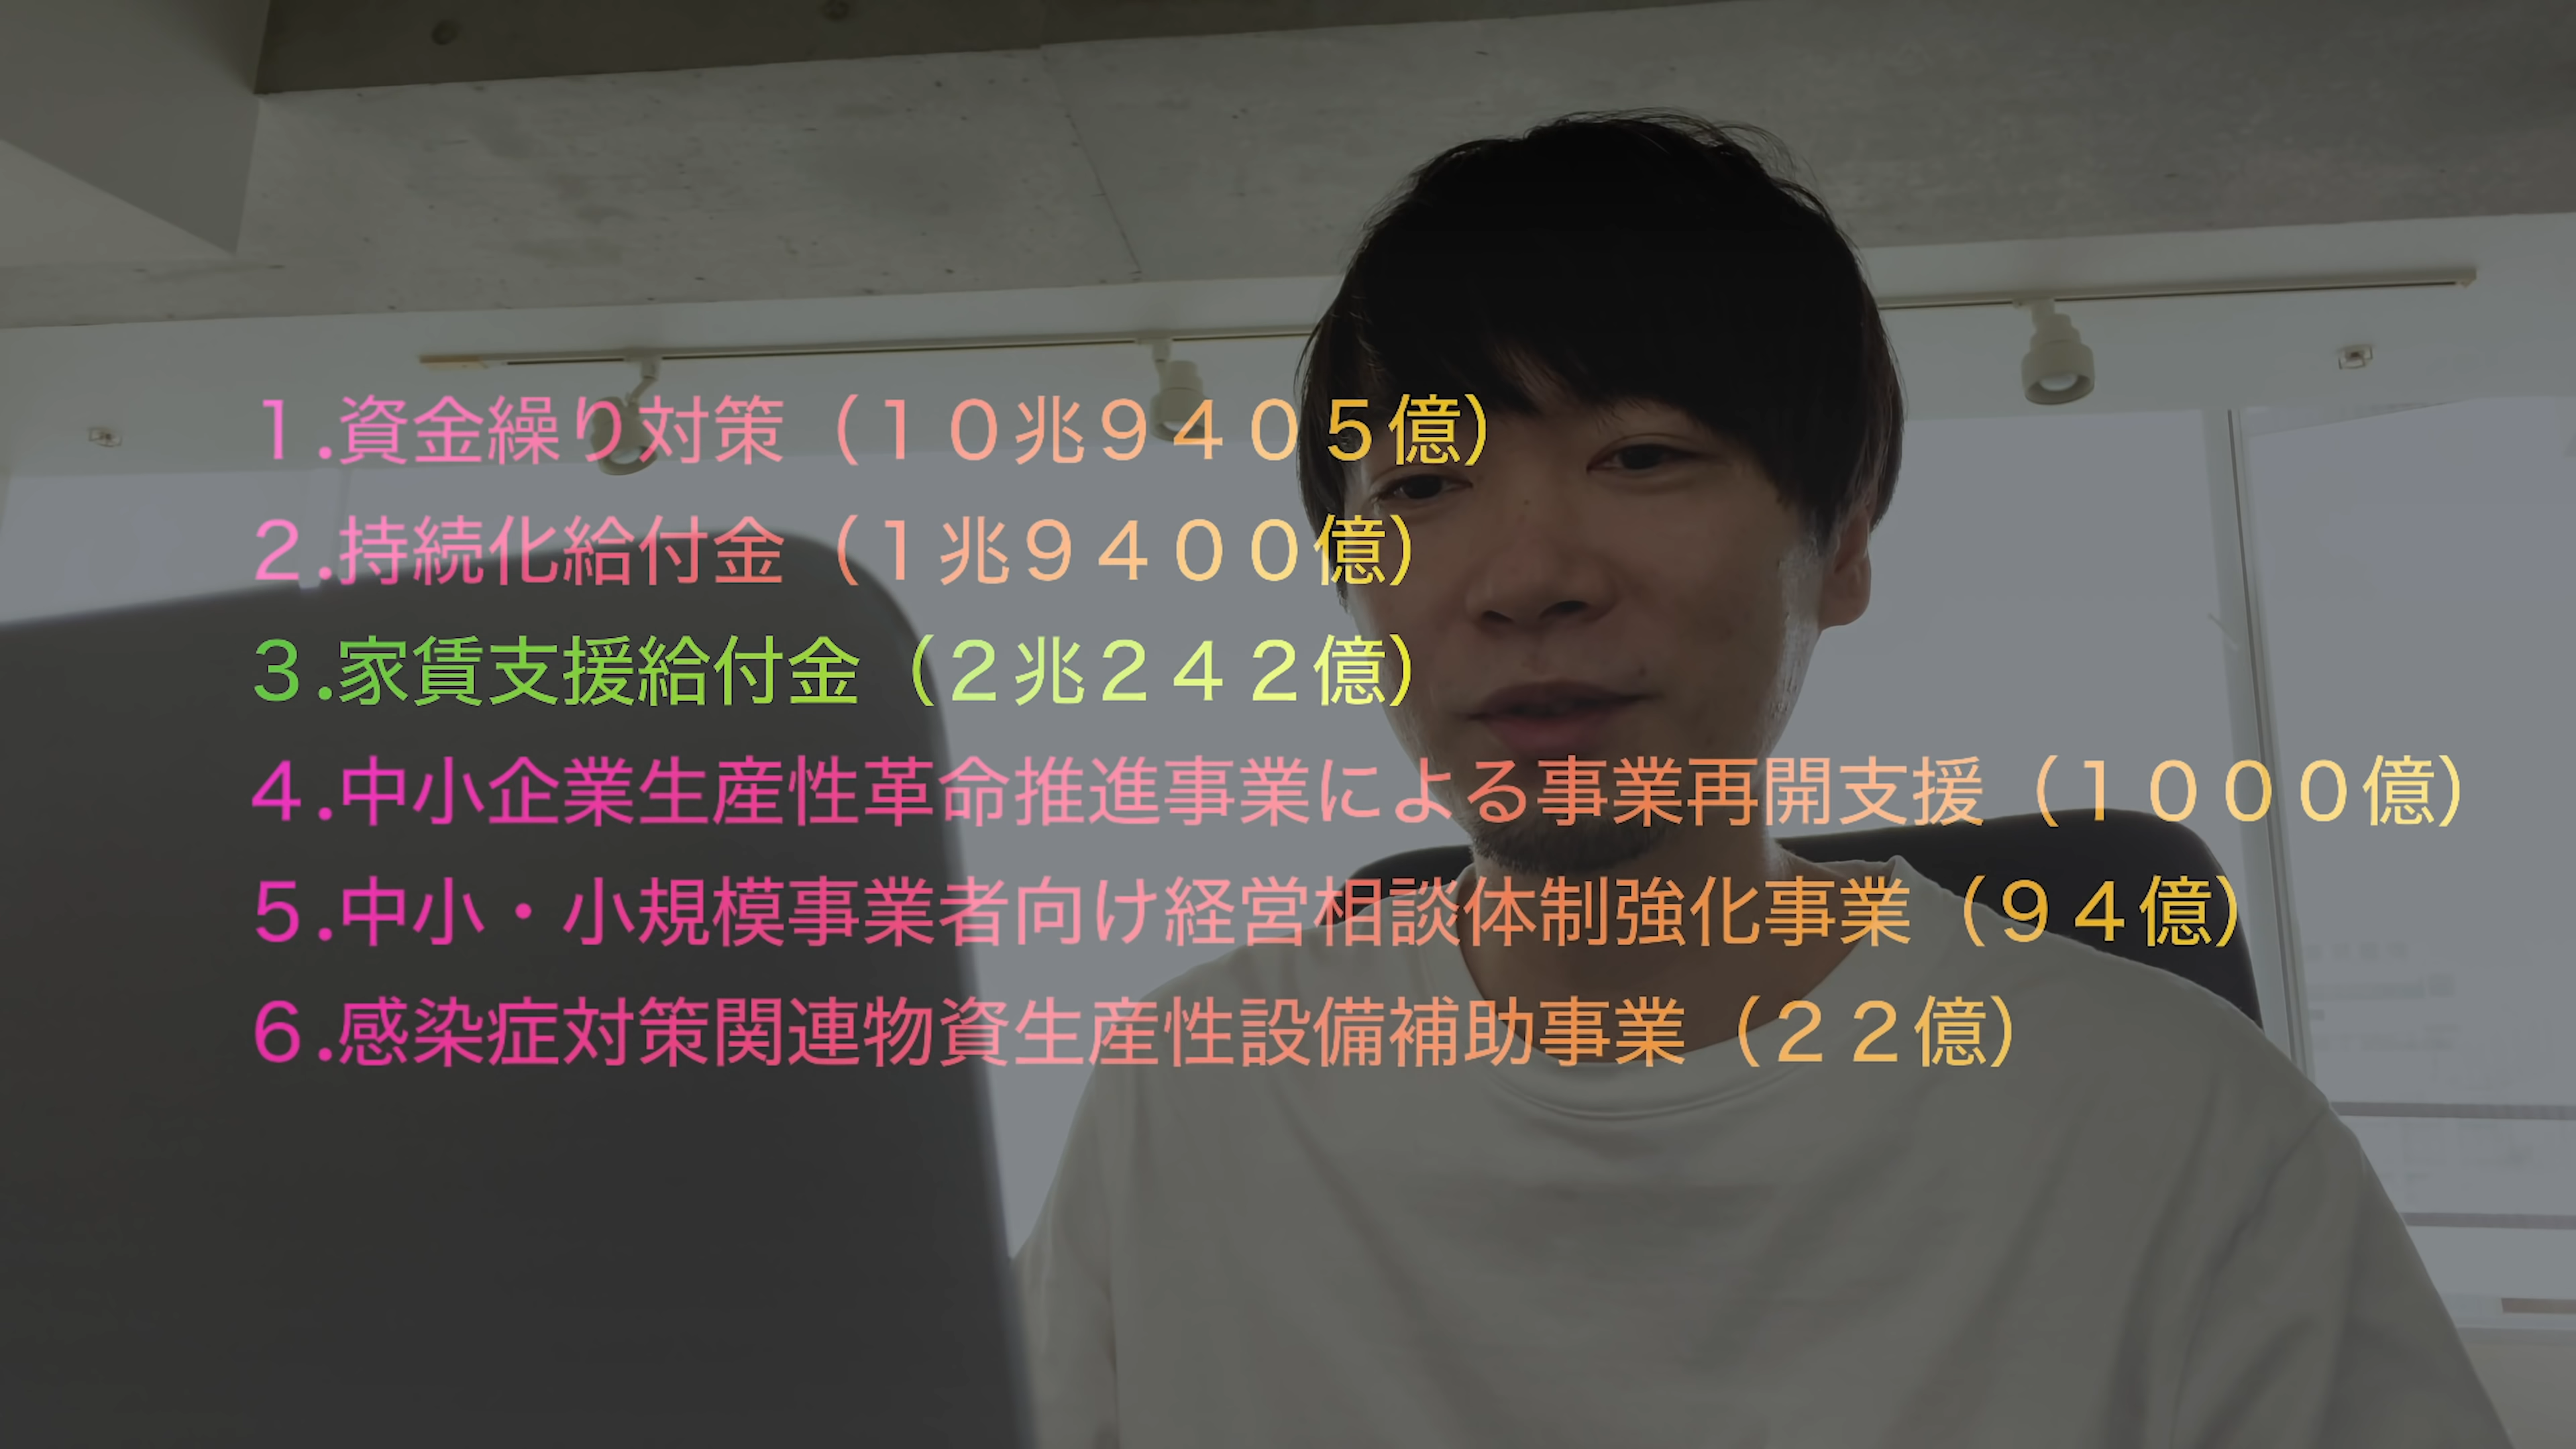 １.資金繰り対策（１０兆９４０５億）
２.持続化給付金（１兆９４００億）
３.家賃支援給付金（２兆２４２億）
４.中小企業生産性革命推進事業による事業再開支援（１０００億）
５.中小・小規模事業者向け経営相談体制強化事業（９４億）
６.感染症対策関連物資生産性設備補助事業（２２億）